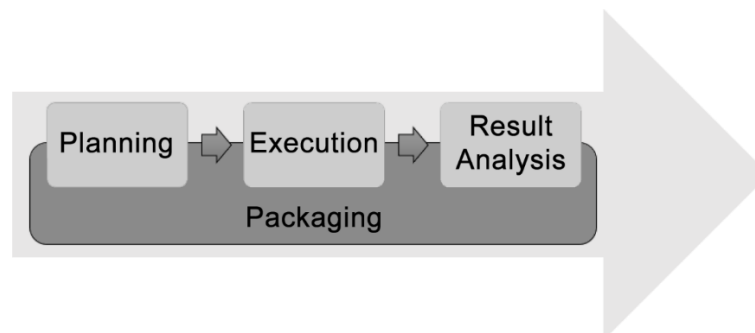 Planning
Execution
Result
Analysis
Packaging